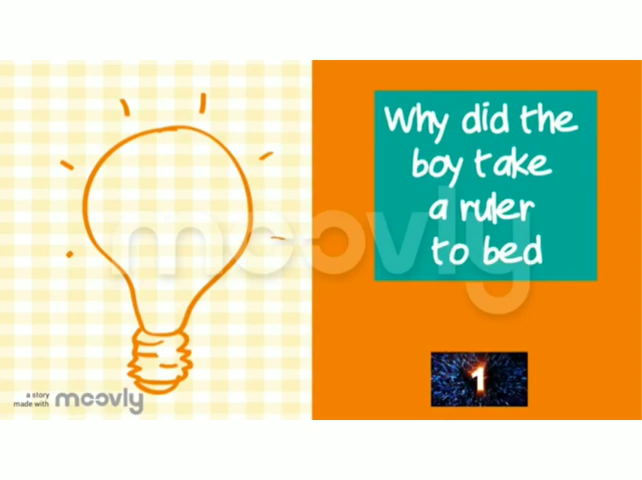 Why did the
boy take
a ruler
to bed
moovly
1
a story
made with moovly